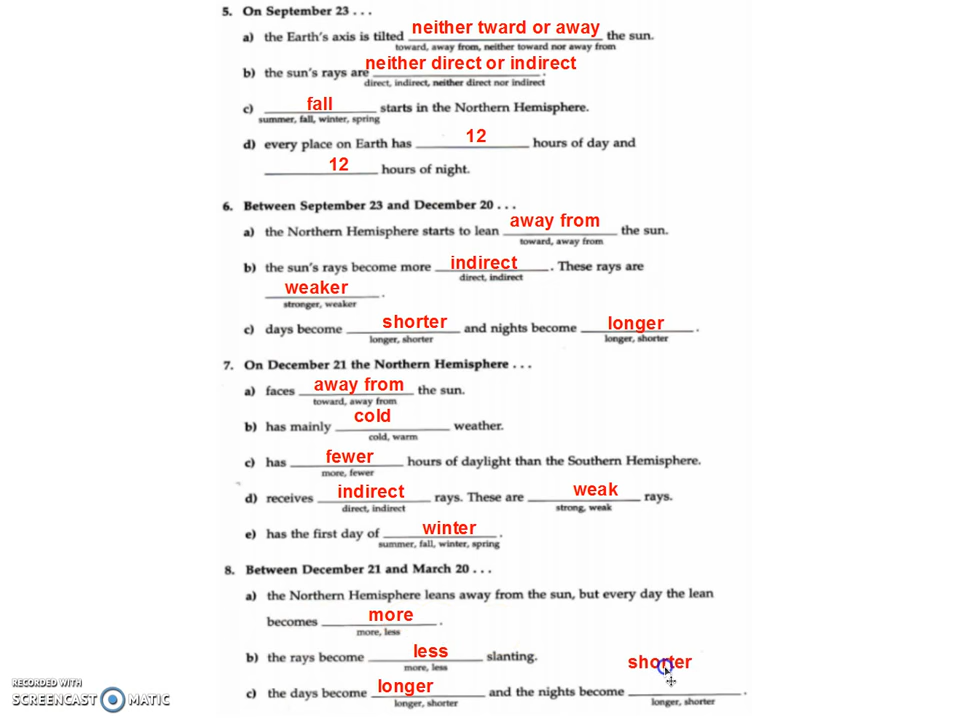 5. On September 23 . . .
neither tward or away
a) the Earth's axis is tilted ____________ the sun.
toward, away from, neither toward nor away from
neither direct or indirect
b) the sun's rays are ____________ .
direct, indirect, neither direct nor indirect
c) fall starts in the Northern Hemisphere.
summer, fall, winter, spring
d) every place on Earth has 12 hours of day and
12 hours of night.
6. Between September 23 and December 20 . . .
a) the Northern Hemisphere starts to lean away from the sun.
toward, away from
b) the sun's rays become more indirect . These rays are
direct, indirect
weaker .
stronger, weaker
c) days become shorter and nights become longer .
longer, shorter longer, shorter
7. On December 21 the Northern Hemisphere . . .
a) faces away from the sun.
toward, away from
b) has mainly cold weather.
cold, warm
c) has fewer hours of daylight than the Southern Hemisphere.
more, fewer
d) receives indirect rays. These are weak rays.
direct, indirect strong, weak
e) has the first day of winter .
summer, fall, winter, spring
8. Between December 21 and March 20 . . .
a) the Northern Hemisphere leans away from the sun, but every day the lean
becomes more .
more, less
b) the rays become less slanting.
more, less
shorter
c) the days become longer and the nights become ____________ .
longer, shorter longer, shorter
RECORDED WITH
SCREENCAST MATIC